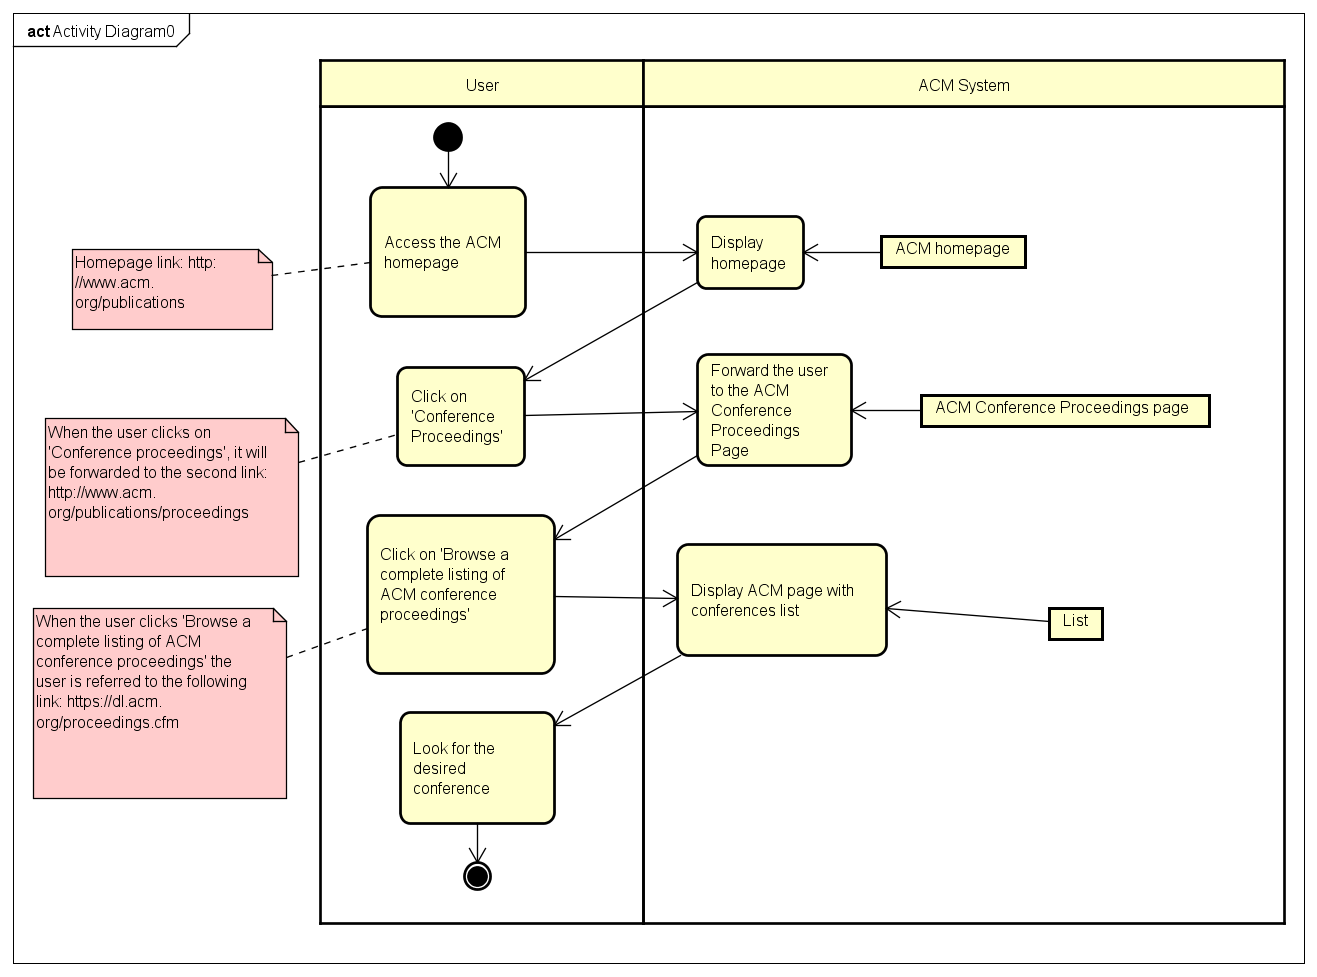 act Activity Diagram0
User
ACM System
Access the ACM
homepage
Display
homepage
ACM homepage
Homepage link: http:
//www.acm.
org/publications
Click on
'Conference
Proceedings'
Forward the user
to the ACM
Conference
Proceedings
Page
ACM Conference Proceedings page
When the user clicks on
'Conference proceedings', it will
be forwarded to the second link:
http://www.acm.
org/publications/proceedings
Click on 'Browse a
complete listing of
ACM conference
proceedings'
Display ACM page with
conferences list
List
When the user clicks 'Browse a
complete listing of ACM
conference proceedings' the
user is referred to the following
link: https://dl.acm.
org/proceedings.cfm
Look for the
desired
conference